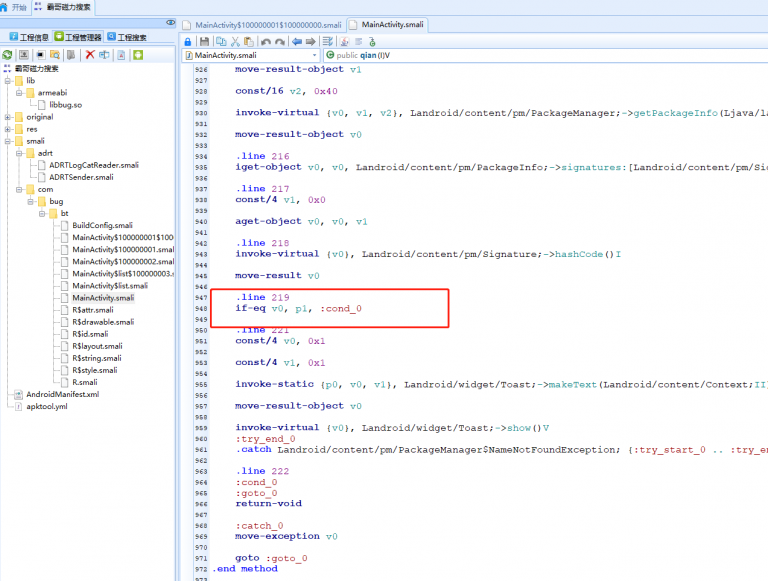 开始
霸哥磁力搜索
工程信息
工程管理器
工程搜索
霸哥磁力搜索
lib
armeabi
libbug.so
original
res
smali
adrt
ADRTLogCatReader.smali
ADRTSender.smali
com
bug
bt
BuildConfig.smali
MainActivity$100000001$100
MainActivity$100000001.smal
MainActivity$100000002.smal
MainActivity$list$100000003.s
MainActivity$list.smali
MainActivity.smali
R$attr.smali
R$drawable.smali
R$id.smali
R$layout.smali
R$string.smali
R$style.smali
R.smali
AndroidManifest.xml
apktool.yml
MainActivity$100000001$100000000.smali
MainActivity.smali
MainActivity.smali
public qian (I)V
926 move-result-object v1
927
928 const/16 v2, 0x40
929
930 invoke-virtual {v0, v1, v2}, Landroid/content/pm/PackageManager;->getPackageInfo(Ljava/la
931
932 move-result-object v0
933
934 .line 216
935 iget-object v0, v0, Landroid/content/pm/PackageInfo;->signatures:[Landroid/content/pm/Sig
936
937 .line 217
938 const/4 v1, 0x0
939
940 aget-object v0, v0, v1
941
942 .line 218
943 invoke-virtual {v0}, Landroid/content/pm/Signature;->hashCode()I
944
945 move-result v0
946
947 .line 219
948 if-eq v0, p1, :cond_0
949
950 .line 221
951 const/4 v0, 0x1
952
953 const/4 v1, 0x1
954
955 invoke-static {p0, v0, v1}, Landroid/widget/Toast;->makeText(Landroid/content/Context;II)
956
957 move-result-object v0
958
959 invoke-virtual {v0}, Landroid/widget/Toast;->show()V
960 :try_end_0
961 .catch Landroid/content/pm/PackageManager$NameNotFoundException; {:try_start_0 .. :try_en
962
963 .line 222
964 :cond_0
965 :goto_0
966 return-void
967
968 :catch_0
969 move-exception v0
970
971 goto :goto_0
972 .end method